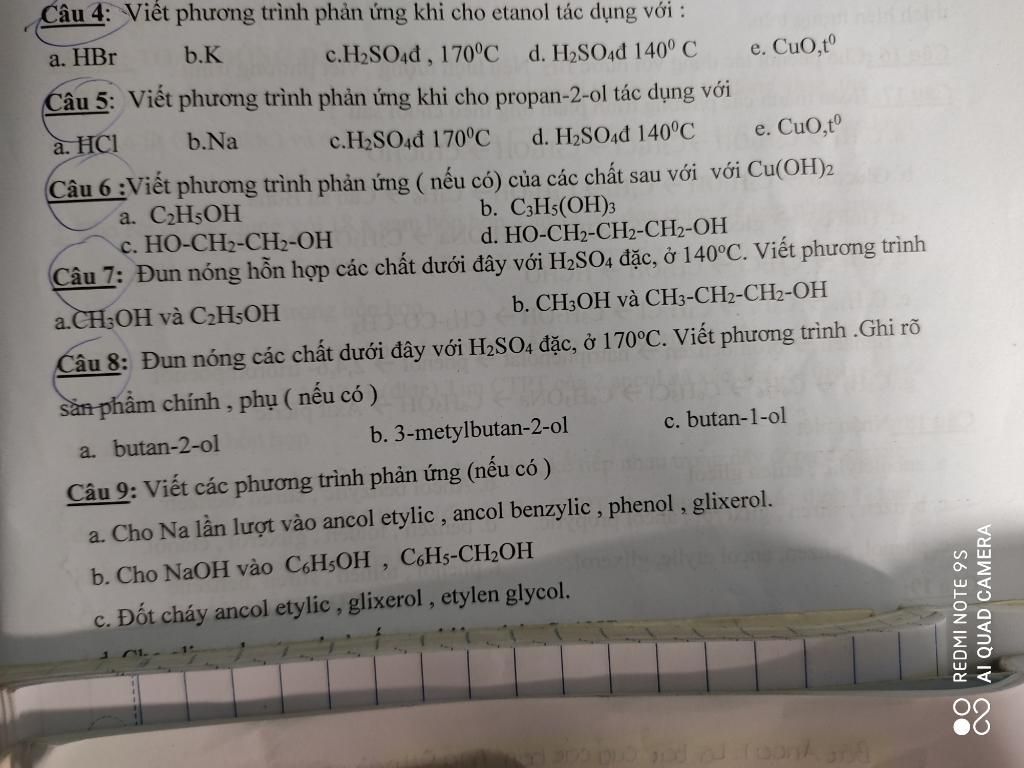 Câu 4: Viết phương trình phản ứng khi cho etanol tác dụng với :
a. HBr b.K c.H₂SO₄đ , 170⁰C d. H₂SO₄đ 140⁰ C e. CuO,t⁰
Câu 5: Viết phương trình phản ứng khi cho propan-2-ol tác dụng với
a. HCl b.Na c.H₂SO₄đ 170⁰C d. H₂SO₄đ 140⁰C e. CuO,t⁰
Câu 6 :Viết phương trình phản ứng ( nếu có) của các chất sau với với Cu(OH)₂
a. C₂H₅OH b. C₃H₅(OH)₃
c. HO-CH₂-CH₂-OH d. HO-CH₂-CH₂-CH₂-OH
Câu 7: Đun nóng hỗn hợp các chất dưới đây với H₂SO₄ đặc, ở 140ºC. Viết phương trình
a.CH₃OH và C₂H₅OH b. CH₃OH và CH₃-CH₂-CH₂-OH
Câu 8: Đun nóng các chất dưới đây với H₂SO₄ đặc, ở 170ºC. Viết phương trình .Ghi rõ
sản phẩm chính , phụ ( nếu có )
a. butan-2-ol b. 3-metylbutan-2-ol c. butan-1-ol
Câu 9: Viết các phương trình phản ứng (nếu có )
a. Cho Na lần lượt vào ancol etylic , ancol benzylic , phenol , glixerol.
b. Cho NaOH vào C₆H₅OH , C₆H₅-CH₂OH
c. Đốt cháy ancol etylic , glixerol , etylen glycol.
REDMI NOTE 9S
AI QUAD CAMERA